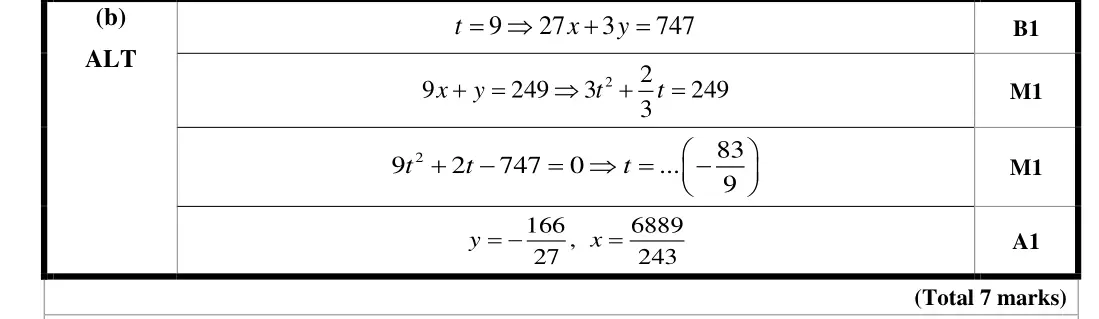 (b)
ALT
t = 9 ⇒ 27x + 3y = 747
B1
9x + y = 249 ⇒ 3t² + 2/3 t = 249
M1
9t² + 2t − 747 = 0 ⇒ t = ...(−83/9)
M1
y = −166/27, x = 6889/243
A1
(Total 7 marks)